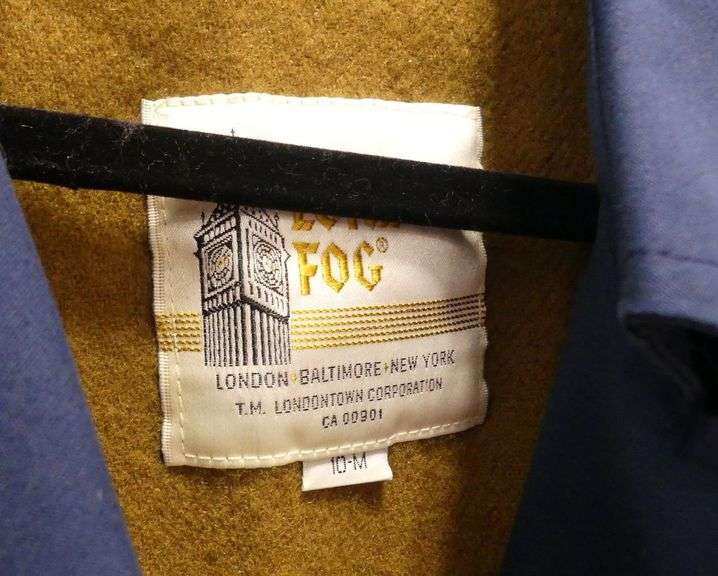 FOG®
LONDON·BALTIMORE·NEW YORK
T.M. LONDONTOWN CORPORATION
CA 00901
10-M